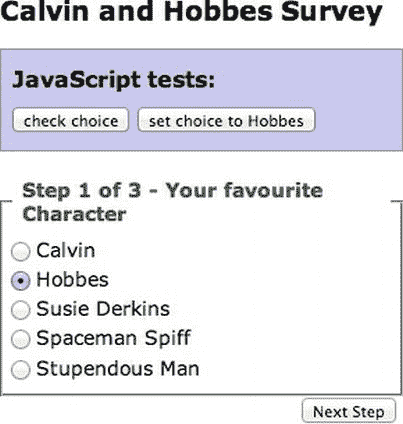 Calvin and Hobbes Survey
JavaScript tests:
check choice set choice to Hobbes
Step 1 of 3 - Your favourite
Character
Calvin
Hobbes
Susie Derkins
Spaceman Spiff
Stupendous Man
Next Step